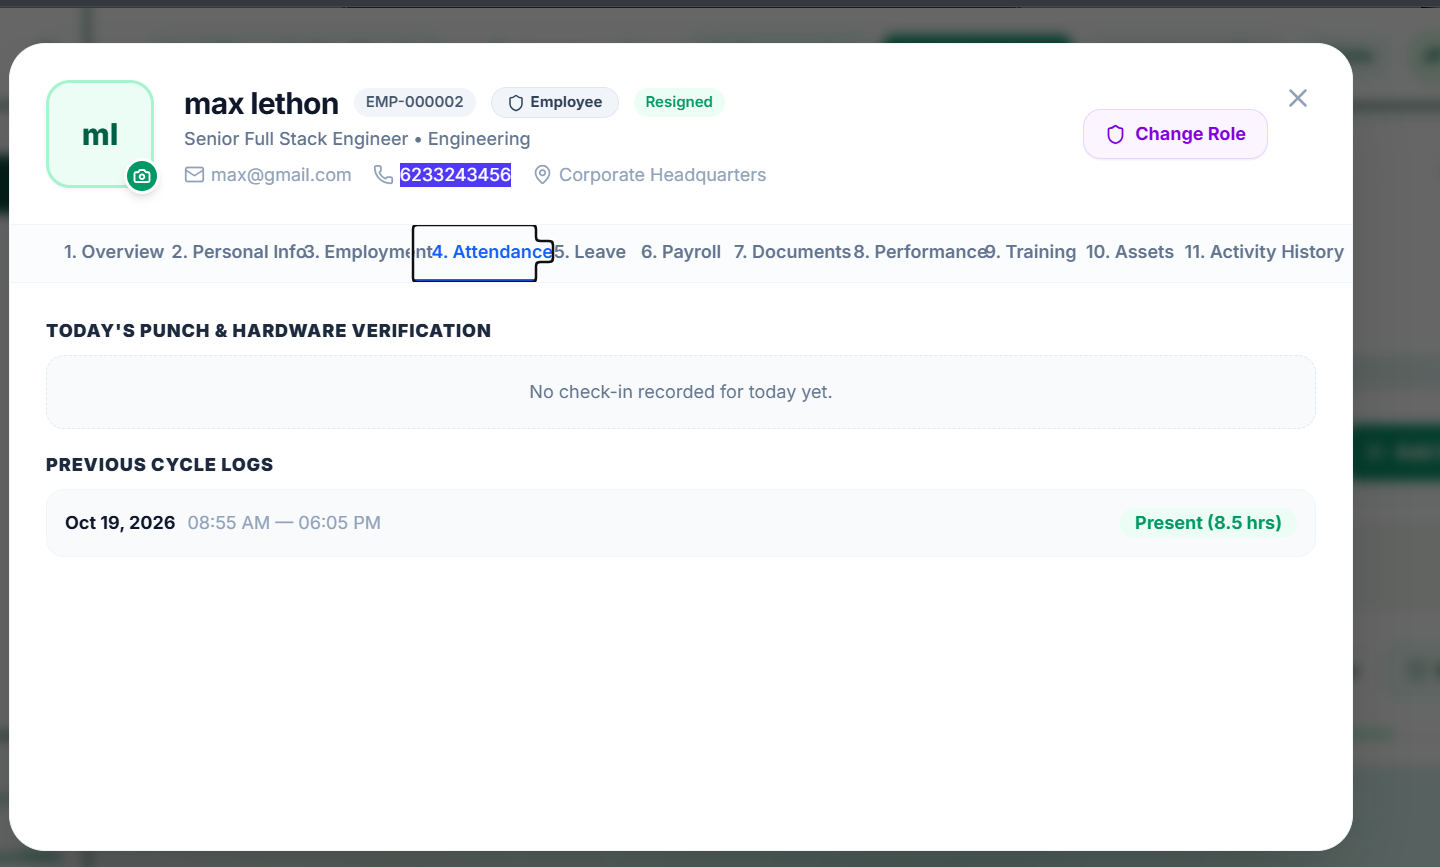 ml
max lethon EMP-000002 Employee Resigned
Senior Full Stack Engineer • Engineering
max@gmail.com 6233243456 Corporate Headquarters
Change Role
1. Overview 2. Personal Info 3. Employment 4. Attendance 5. Leave 6. Payroll 7. Documents 8. Performance 9. Training 10. Assets 11. Activity History
TODAY'S PUNCH & HARDWARE VERIFICATION
No check-in recorded for today yet.
PREVIOUS CYCLE LOGS
Oct 19, 2026 08:55 AM — 06:05 PM Present (8.5 hrs)